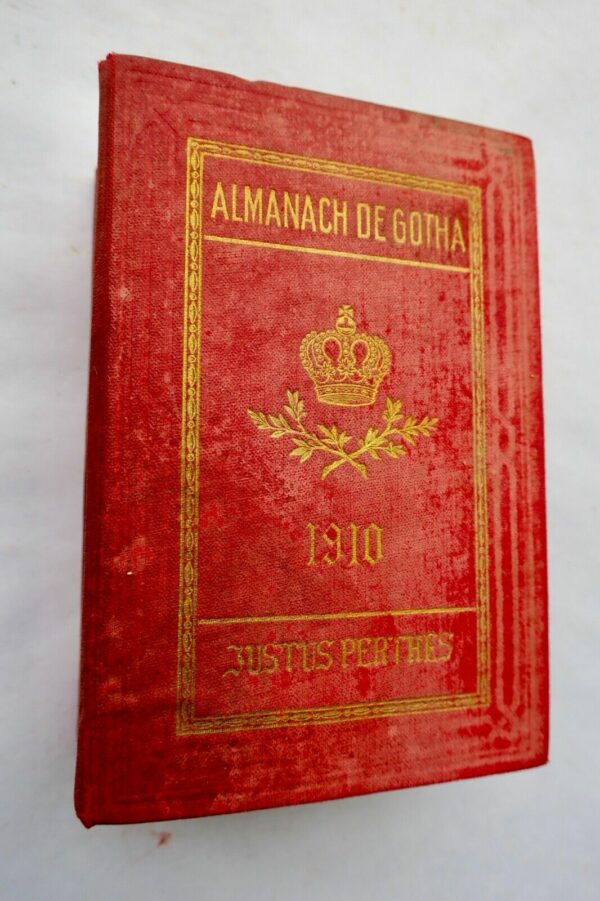 ALMANACH DE GOTHA
1910
JUSTUS PERTHES